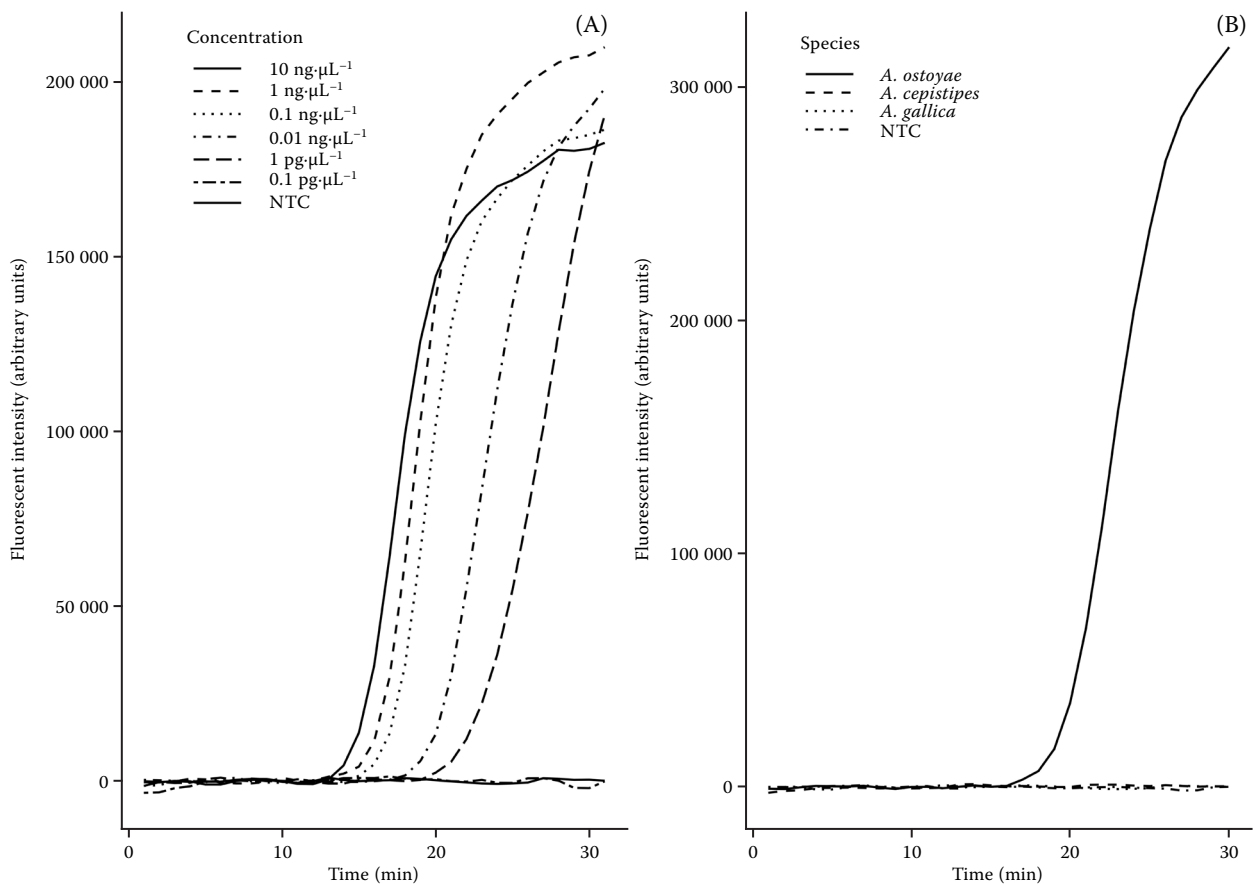 (A)
Concentration
10 ng·µL⁻¹
1 ng·µL⁻¹
0.1 ng·µL⁻¹
0.01 ng·µL⁻¹
1 pg·µL⁻¹
0.1 pg·µL⁻¹
NTC
Fluorescent intensity (arbitrary units)
200 000
150 000
100 000
50 000
0
0 10 20 30
Time (min)
(B)
Species
A. ostoyae
A. cepistipes
A. gallica
NTC
Fluorescent intensity (arbitrary units)
300 000
200 000
100 000
0
0 10 20 30
Time (min)